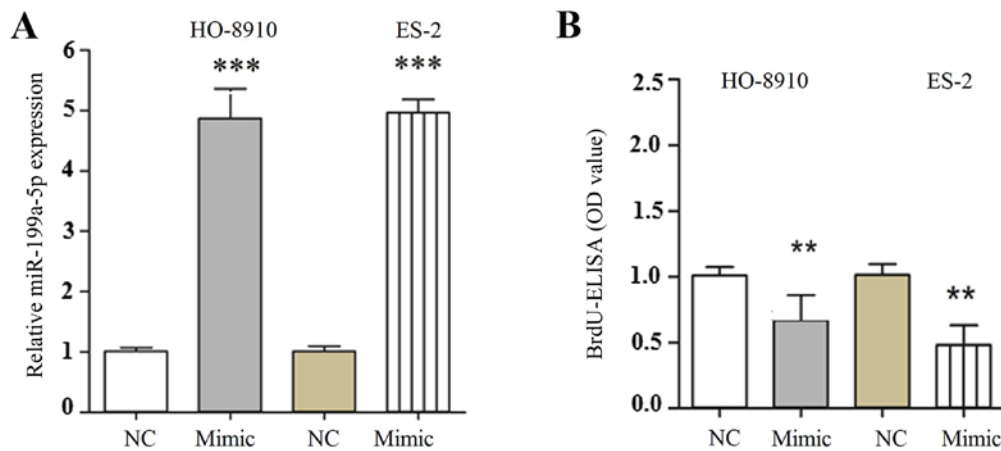 A
HO-8910
ES-2
Relative miR-199a-5p expression
6
5
4
3
2
1
0
***
***
NC
Mimic
NC
Mimic
B
HO-8910
ES-2
BrdU-ELISA (OD value)
2.5
2.0
1.5
1.0
0.5
0.0
**
**
NC
Mimic
NC
Mimic